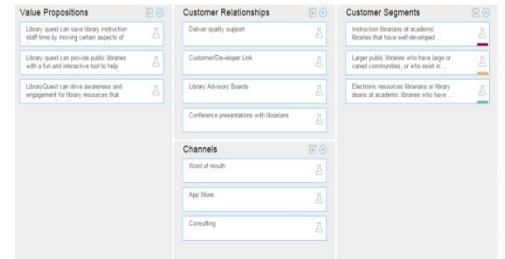 Value Propositions
Library quest can save library instruction
staff time by moving certain aspects of
Library quest can provide public libraries
with a fun and interactive tool to help
LibraryQuest can drive awareness and
engagement for library resources that
Customer Relationships
Deliver quality support
Customer/Developer Link
Library Advisory Boards
Conference presentations with librarians
Channels
Word of mouth
App Store
Consulting
Customer Segments
Instruction librarians at academic
libraries that have well-developed ...
Larger public libraries who have large or
varied communities, or who exist in ...
Electronic resources librarians or library
deans at academic libraries who have ...